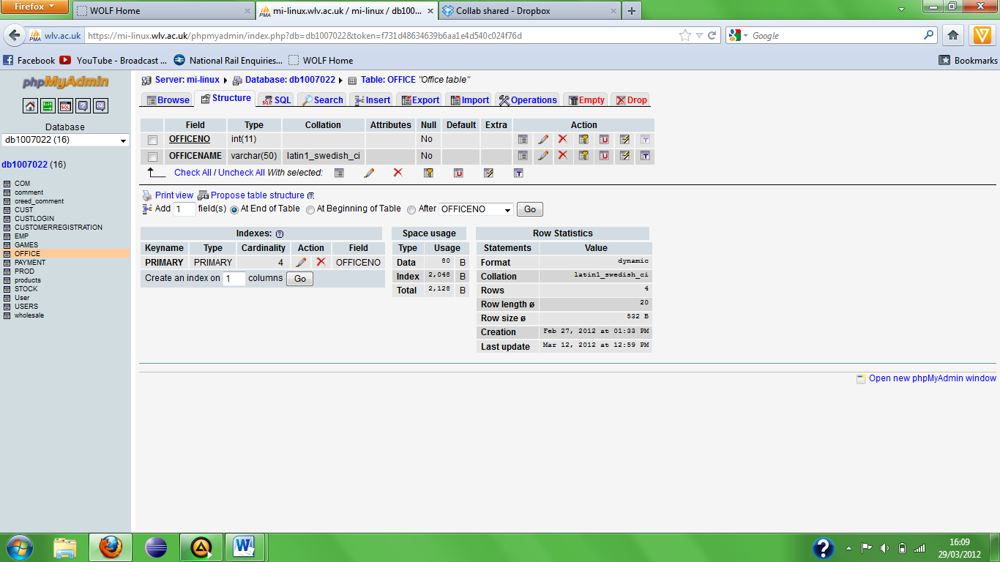 Firefox
WOLF Home
mi-linux.wlv.ac.uk / mi-linux / db100...
Collab shared - Dropbox
wlv.ac.uk
https://mi-linux.wlv.ac.uk/phpmyadmin/index.php?db=db1007022&token=f731d48634639b6aa1e4d540c024f76d
Google
Facebook YouTube - Broadcast ... National Rail Enquiries... WOLF Home Bookmarks
phpMyAdmin
Database
db1007022 (16)
db1007022 (16)
COM
comment
creed_comment
CUST
CUSTLOGIN
CUSTOMERREGISTRATION
EMP
GAMES
OFFICE
PAYMENT
PROD
products
STOCK
User
USERS
wholesale
Server: mi-linux Database: db1007022 Table: OFFICE "Office table"
Browse Structure SQL Search Insert Export Import Operations Empty Drop
Field Type Collation Attributes Null Default Extra Action
OFFICENO int(11) No
OFFICENAME varchar(50) latin1_swedish_ci No
Check All / Uncheck All With selected:
Print view Propose table structure
Add 1 field(s) At End of Table At Beginning of Table After OFFICENO Go
Indexes:
Keyname Type Cardinality Action Field
PRIMARY PRIMARY 4 OFFICENO
Create an index on 1 columns Go
Space usage
Type Usage
Data 80 B
Index 2,048 B
Total 2,128 B
Row Statistics
Statements Value
Format dynamic
Collation latin1_swedish_ci
Rows 4
Row length ø 20
Row size ø 532 B
Creation Feb 27, 2012 at 01:33 PM
Last update Mar 12, 2012 at 12:59 PM
Open new phpMyAdmin window
16:09
29/03/2012